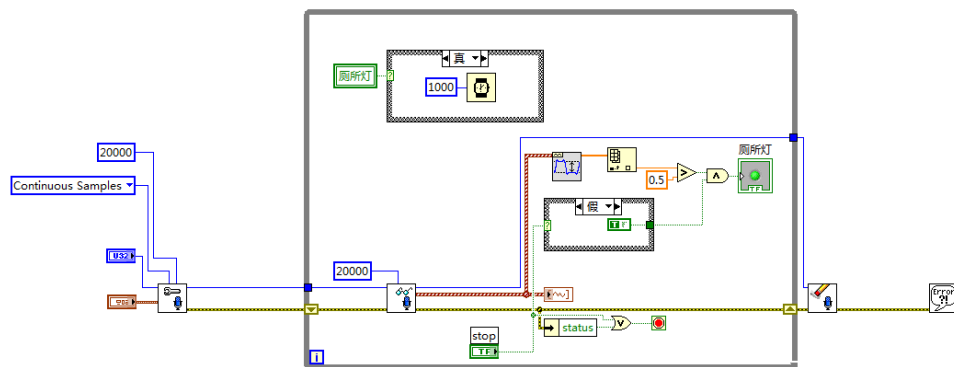 真
厕所灯
1000
20000
厕所灯
Continuous Samples
0.5
假
T F
TF
U32
20000
status
stop
TF
i
Error
?!